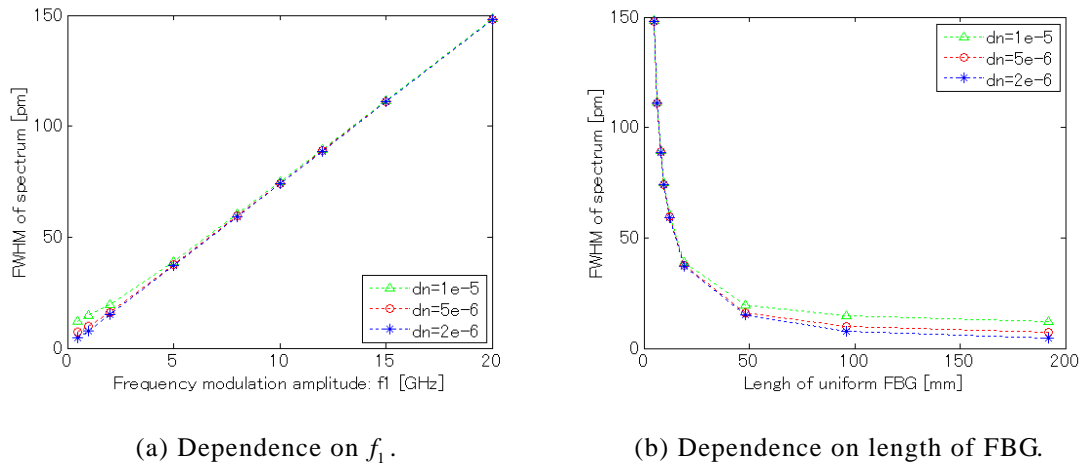 150
100
50
0
FWHM of spectrum [pm]
dn=1e-5
dn=5e-6
dn=2e-6
0 5 10 15 20
Frequency modulation amplitude: f1 [GHz]
(a) Dependence on f1.
150
100
50
0
FWHM of spectrum [pm]
dn=1e-5
dn=5e-6
dn=2e-6
0 50 100 150 200
Lengh of uniform FBG [mm]
(b) Dependence on length of FBG.